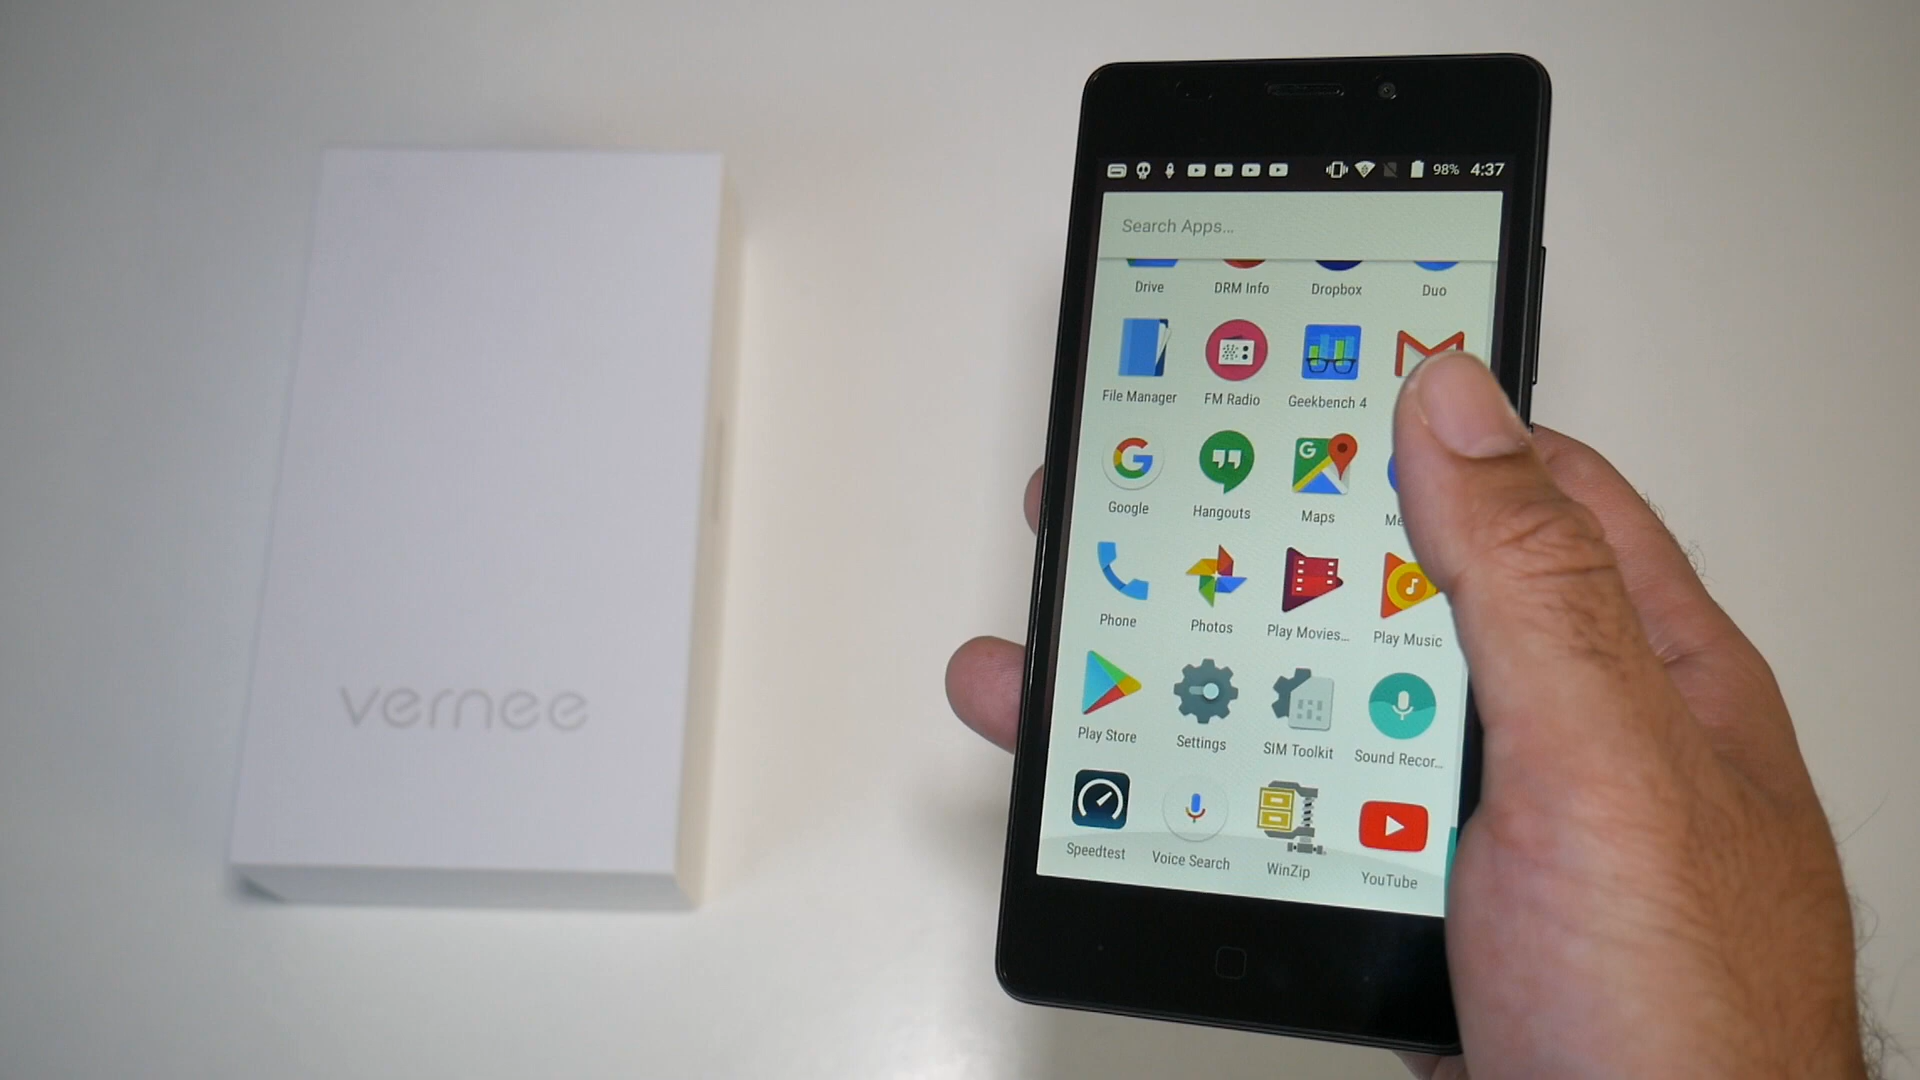 98% 4:37
Search Apps...
Drive DRM Info Dropbox Duo
File Manager FM Radio Geekbench 4
G
Google Hangouts Maps
Phone Photos Play Movies... Play Music
Play Store Settings SIM Toolkit Sound Recor...
Speedtest Voice Search WinZip YouTube
vernee